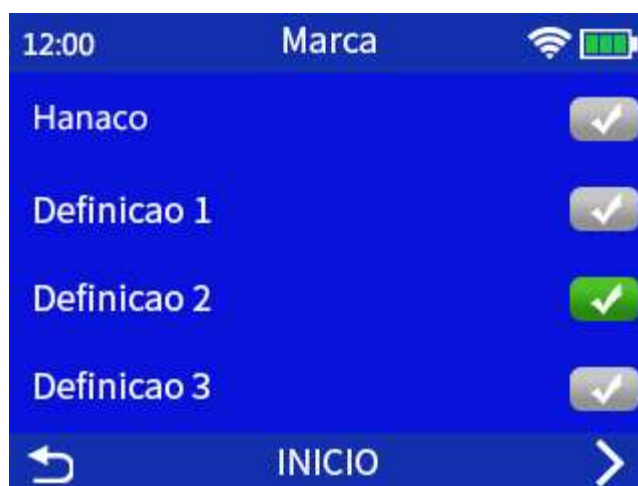 12:00 Marca
Hanaco
Definicao 1
Definicao 2
Definicao 3
INICIO